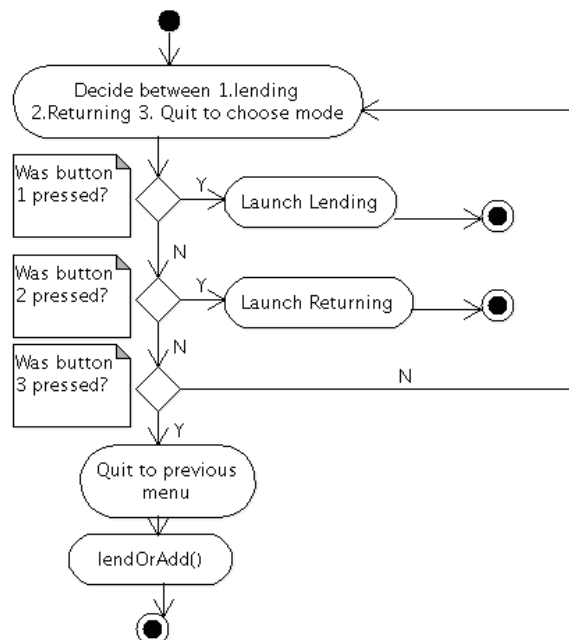 Decide between 1.lending
2.Returning 3. Quit to choose mode
Was button
1 pressed?
Y
Launch Lending
N
Was button
2 pressed?
Y
Launch Returning
N
Was button
3 pressed?
N
Y
Quit to previous
menu
lendOrAdd()